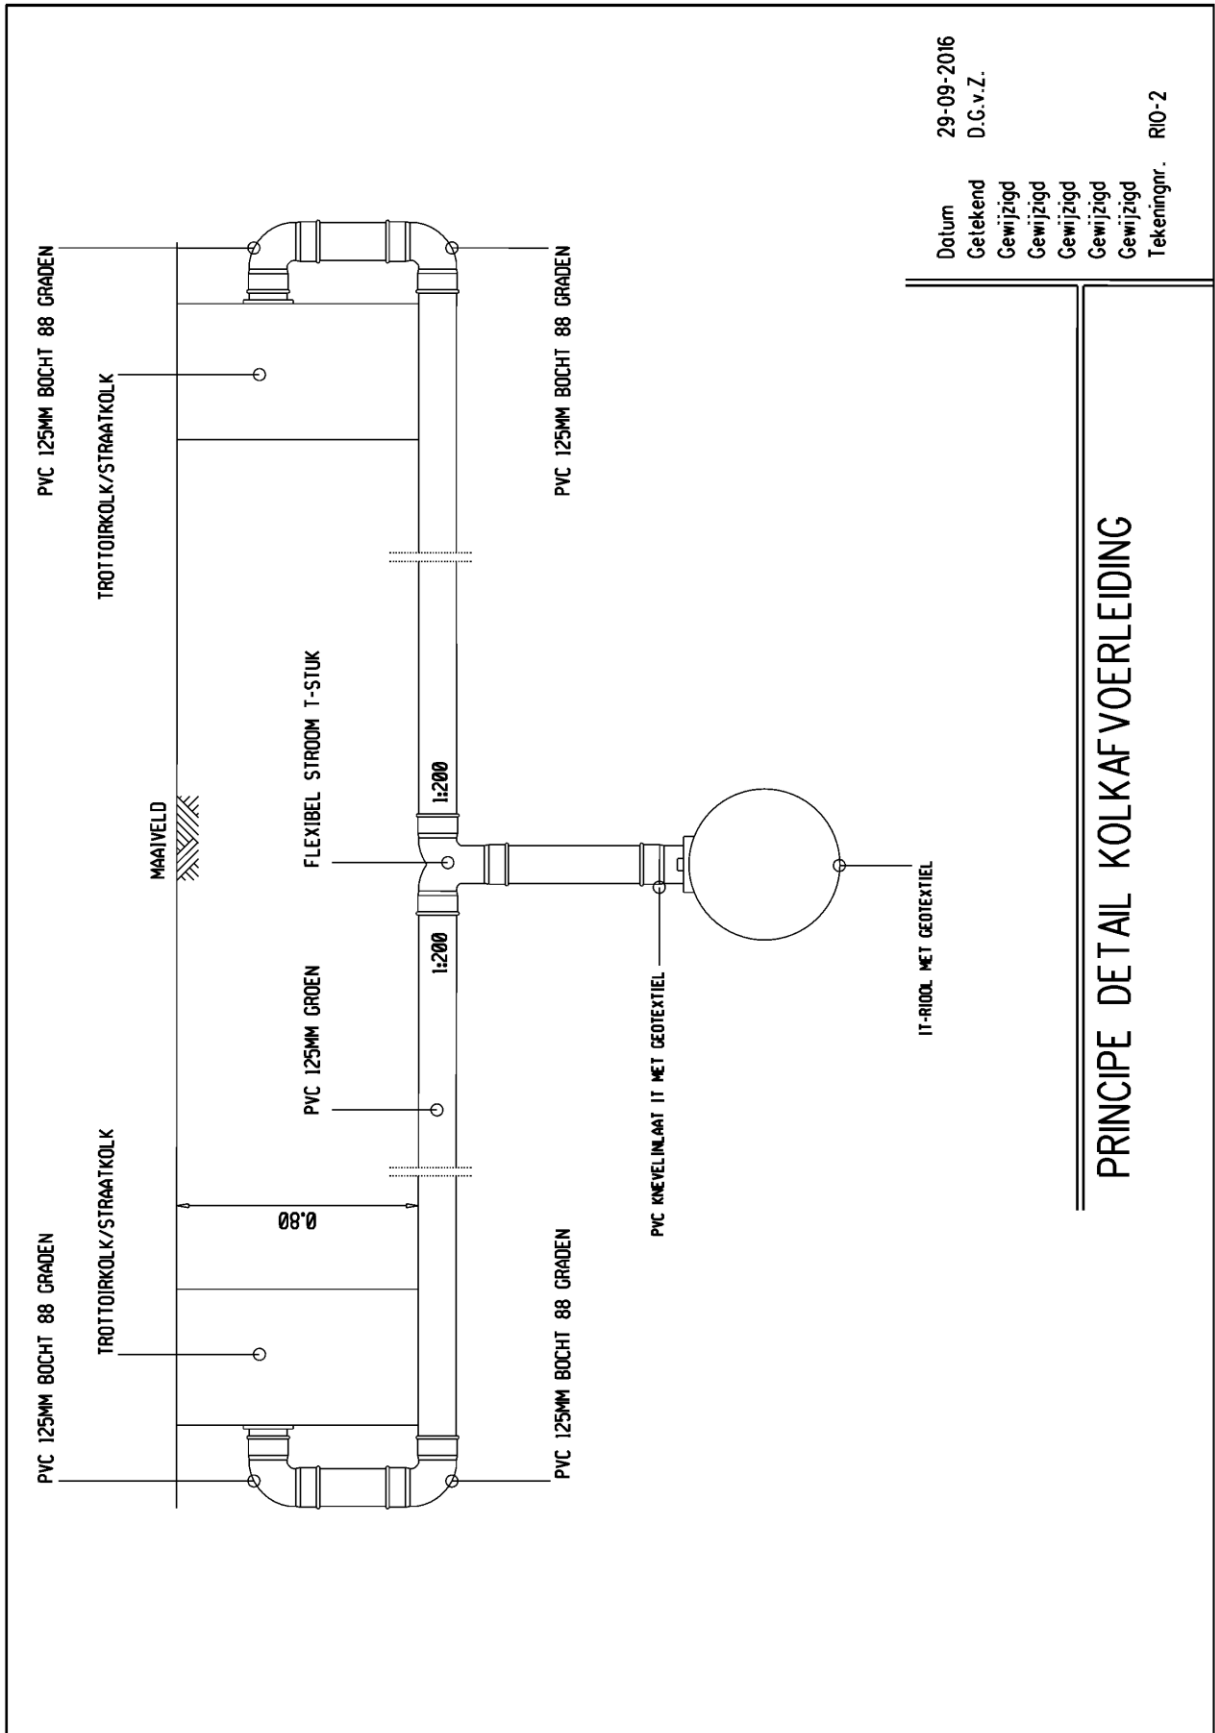 PVC 125MM BOCHT 88 GRADEN
PVC 125MM BOCHT 88 GRADEN
TROTTOIRKOLK/STRAATKOLK
TROTTOIRKOLK/STRAATKOLK
MAAIVELD
0.80
PVC 125MM GROEN
FLEXIBEL STROOM T-STUK
1:200
1:200
PVC 125MM BOCHT 88 GRADEN
PVC 125MM BOCHT 88 GRADEN
PVC KNEVELINLAAT IT MET GEOTEXTIEL
IT-RIOOL MET GEOTEXTIEL
PRINCIPE DETAIL KOLKAFVOERLEIDING
Datum 29-09-2016
Getekend D.G.v.Z.
Gewijzigd
Gewijzigd
Gewijzigd
Gewijzigd
Gewijzigd
Tekeningnr. RIO-2